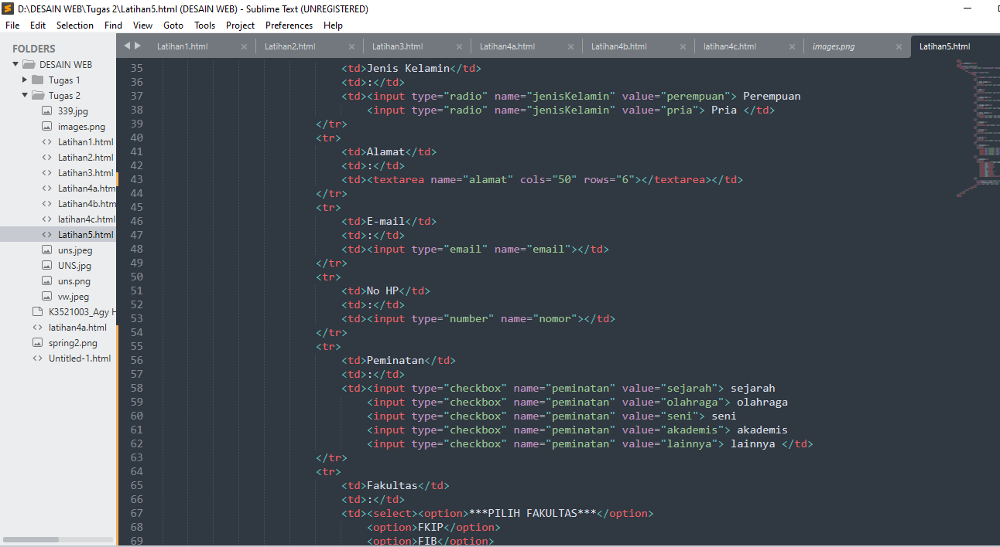 D:\DESAIN WEB\Tugas 2\Latihan5.html (DESAIN WEB) - Sublime Text (UNREGISTERED)
File Edit Selection Find View Goto Tools Project Preferences Help
FOLDERS
DESAIN WEB
Tugas 1
Tugas 2
339.jpg
images.png
Latihan1.html
Latihan2.html
Latihan3.html
Latihan4a.htm
Latihan4b.htm
latihan4c.html
Latihan5.html
uns.jpeg
UNS.jpg
uns.png
vw.jpeg
K3521003_Agy H
latihan4a.html
spring2.png
Untitled-1.html
Latihan1.html × Latihan2.html × Latihan3.html × Latihan4a.html × Latihan4b.html × latihan4c.html × images.png × Latihan5.html
35 <td>Jenis Kelamin</td>
36 <td>:</td>
37 <td><input type="radio" name="jenisKelamin" value="perempuan"> Perempuan
38 <input type="radio" name="jenisKelamin" value="pria"> Pria </td>
39 </tr>
40 <tr>
41 <td>Alamat</td>
42 <td>:</td>
43 <td><textarea name="alamat" cols="50" rows="6"></textarea></td>
44 </tr>
45 <tr>
46 <td>E-mail</td>
47 <td>:</td>
48 <td><input type="email" name="email"></td>
49 </tr>
50 <tr>
51 <td>No HP</td>
52 <td>:</td>
53 <td><input type="number" name="nomor"></td>
54 </tr>
55 <tr>
56 <td>Peminatan</td>
57 <td>:</td>
58 <td><input type="checkbox" name="peminatan" value="sejarah"> sejarah
59 <input type="checkbox" name="peminatan" value="olahraga"> olahraga
60 <input type="checkbox" name="peminatan" value="seni"> seni
61 <input type="checkbox" name="peminatan" value="akademis"> akademis
62 <input type="checkbox" name="peminatan" value="lainnya"> lainnya </td>
63 </tr>
64 <tr>
65 <td>Fakultas</td>
66 <td>:</td>
67 <td><select><option>***PILIH FAKULTAS***</option>
68 <option>FKIP</option>
69 <option>FIB</option>